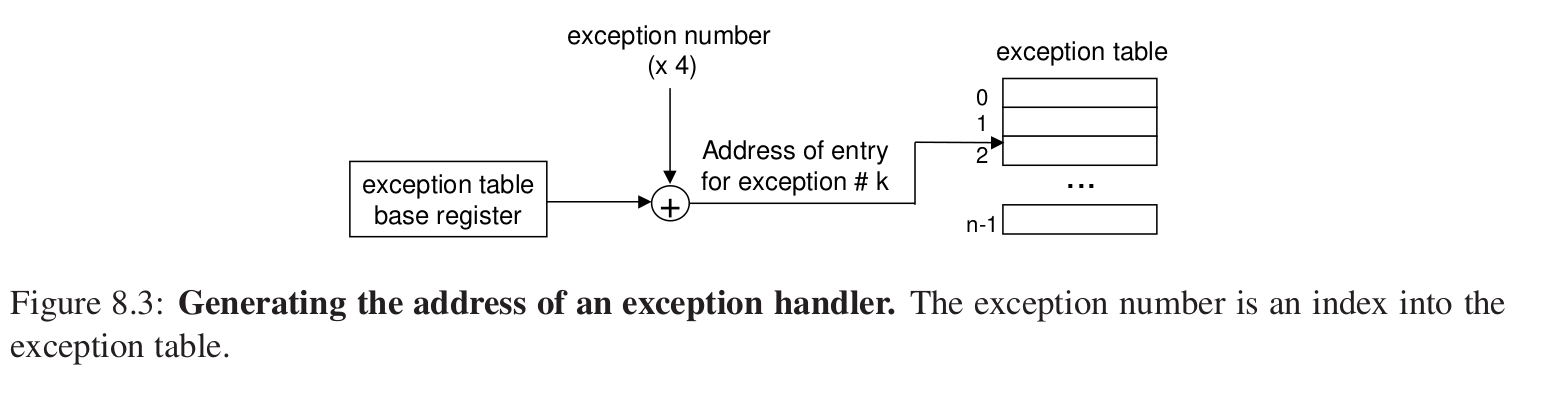 exception number
(x 4)
exception table
0
1
2
Address of entry
for exception # k
exception table
base register
+
...
n-1
Figure 8.3: Generating the address of an exception handler. The exception number is an index into the
exception table.